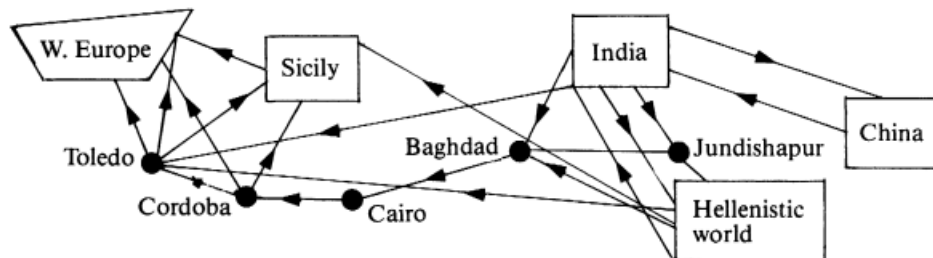 W. Europe
Sicily
India
China
Toledo
Baghdad
Jundishapur
Cordoba
Cairo
Hellenistic
world